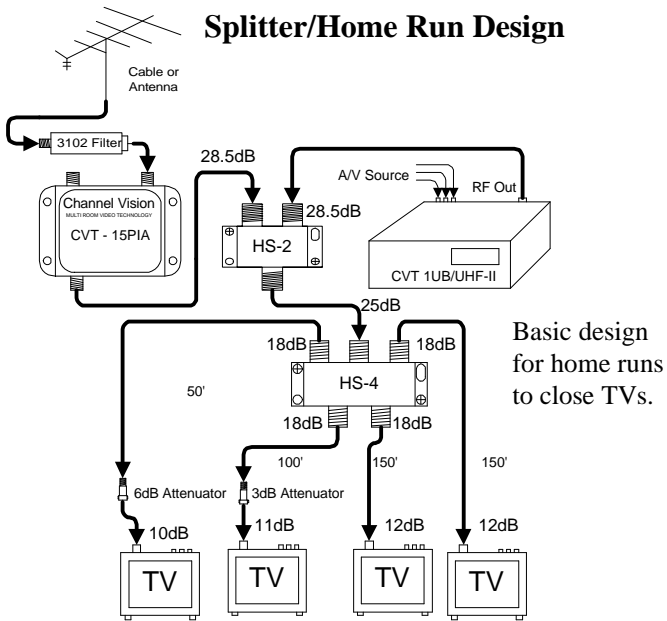 Splitter/Home Run Design
Cable or
Antenna
3102 Filter
28.5dB
A/V Source
RF Out
Channel Vision
MULTI ROOM VIDEO TECHNOLOGY
CVT - 15PIA
28.5dB
HS-2
CVT 1UB/UHF-II
25dB
Basic design
for home runs
to close TVs.
18dB
18dB
HS-4
50'
18dB
18dB
100'
150'
150'
6dB Attenuator
3dB Attenuator
10dB
11dB
12dB
12dB
TV
TV
TV
TV